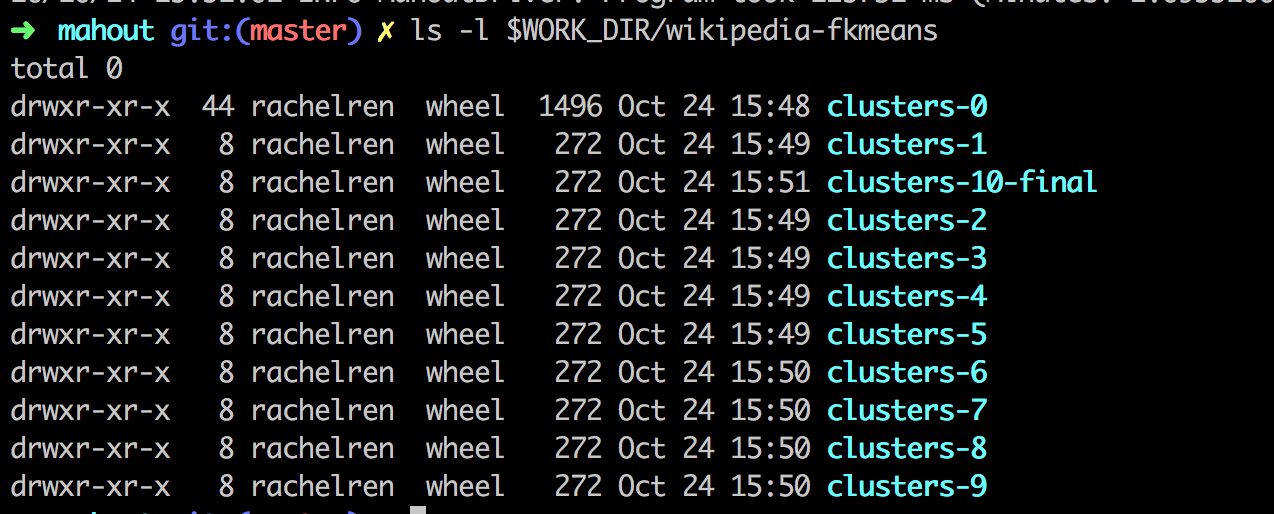 ➜ mahout git:(master) ✗ ls -l $WORK_DIR/wikipedia-fkmeans
total 0
drwxr-xr-x  44 rachelren  wheel  1496 Oct 24 15:48 clusters-0
drwxr-xr-x   8 rachelren  wheel   272 Oct 24 15:49 clusters-1
drwxr-xr-x   8 rachelren  wheel   272 Oct 24 15:51 clusters-10-final
drwxr-xr-x   8 rachelren  wheel   272 Oct 24 15:49 clusters-2
drwxr-xr-x   8 rachelren  wheel   272 Oct 24 15:49 clusters-3
drwxr-xr-x   8 rachelren  wheel   272 Oct 24 15:49 clusters-4
drwxr-xr-x   8 rachelren  wheel   272 Oct 24 15:49 clusters-5
drwxr-xr-x   8 rachelren  wheel   272 Oct 24 15:50 clusters-6
drwxr-xr-x   8 rachelren  wheel   272 Oct 24 15:50 clusters-7
drwxr-xr-x   8 rachelren  wheel   272 Oct 24 15:50 clusters-8
drwxr-xr-x   8 rachelren  wheel   272 Oct 24 15:50 clusters-9